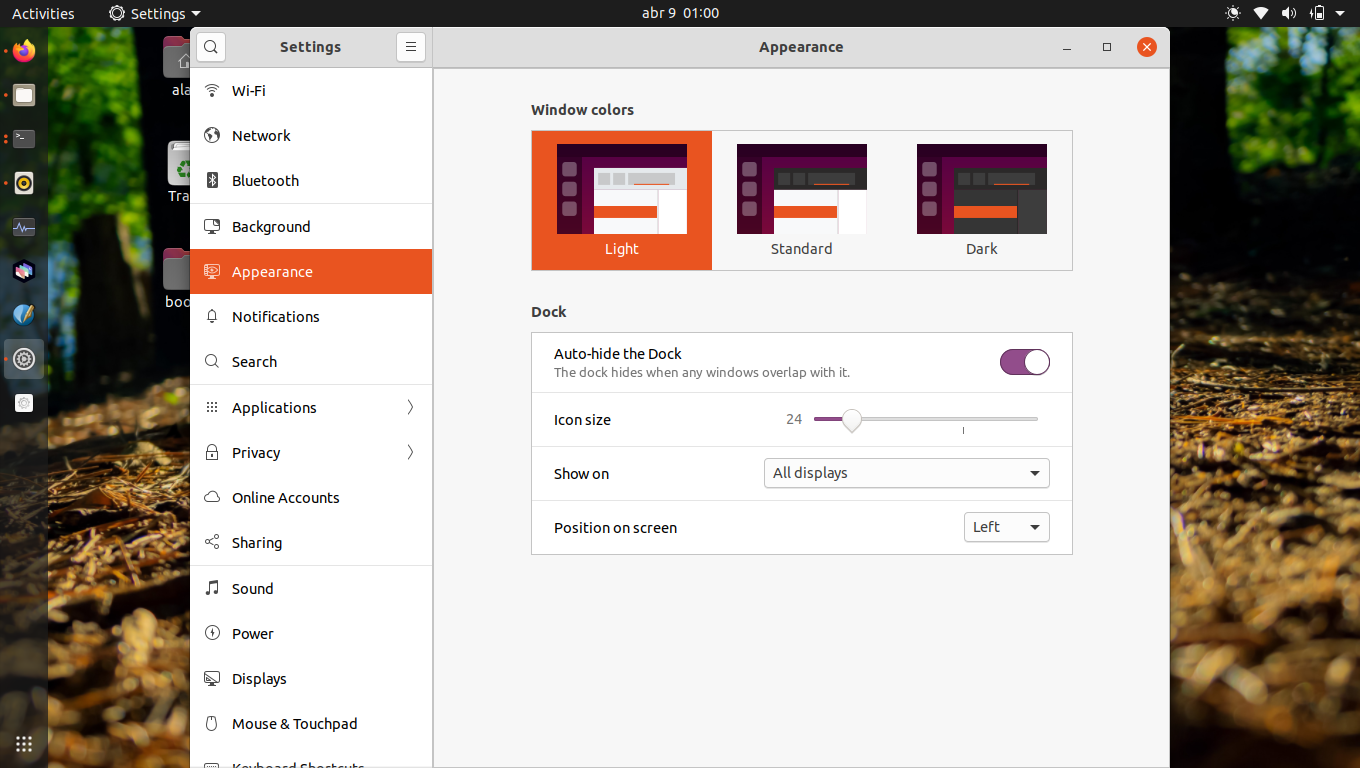 Activities
Settings
abr 9 01:00
Settings
Appearance
ala
Tra
boo
Wi-Fi
Network
Bluetooth
Background
Appearance
Notifications
Search
Applications
Privacy
Online Accounts
Sharing
Sound
Power
Displays
Mouse & Touchpad
Keyboard Shortcuts
Window colors
Light
Standard
Dark
Dock
Auto-hide the Dock
The dock hides when any windows overlap with it.
Icon size
24
Show on
All displays
Position on screen
Left